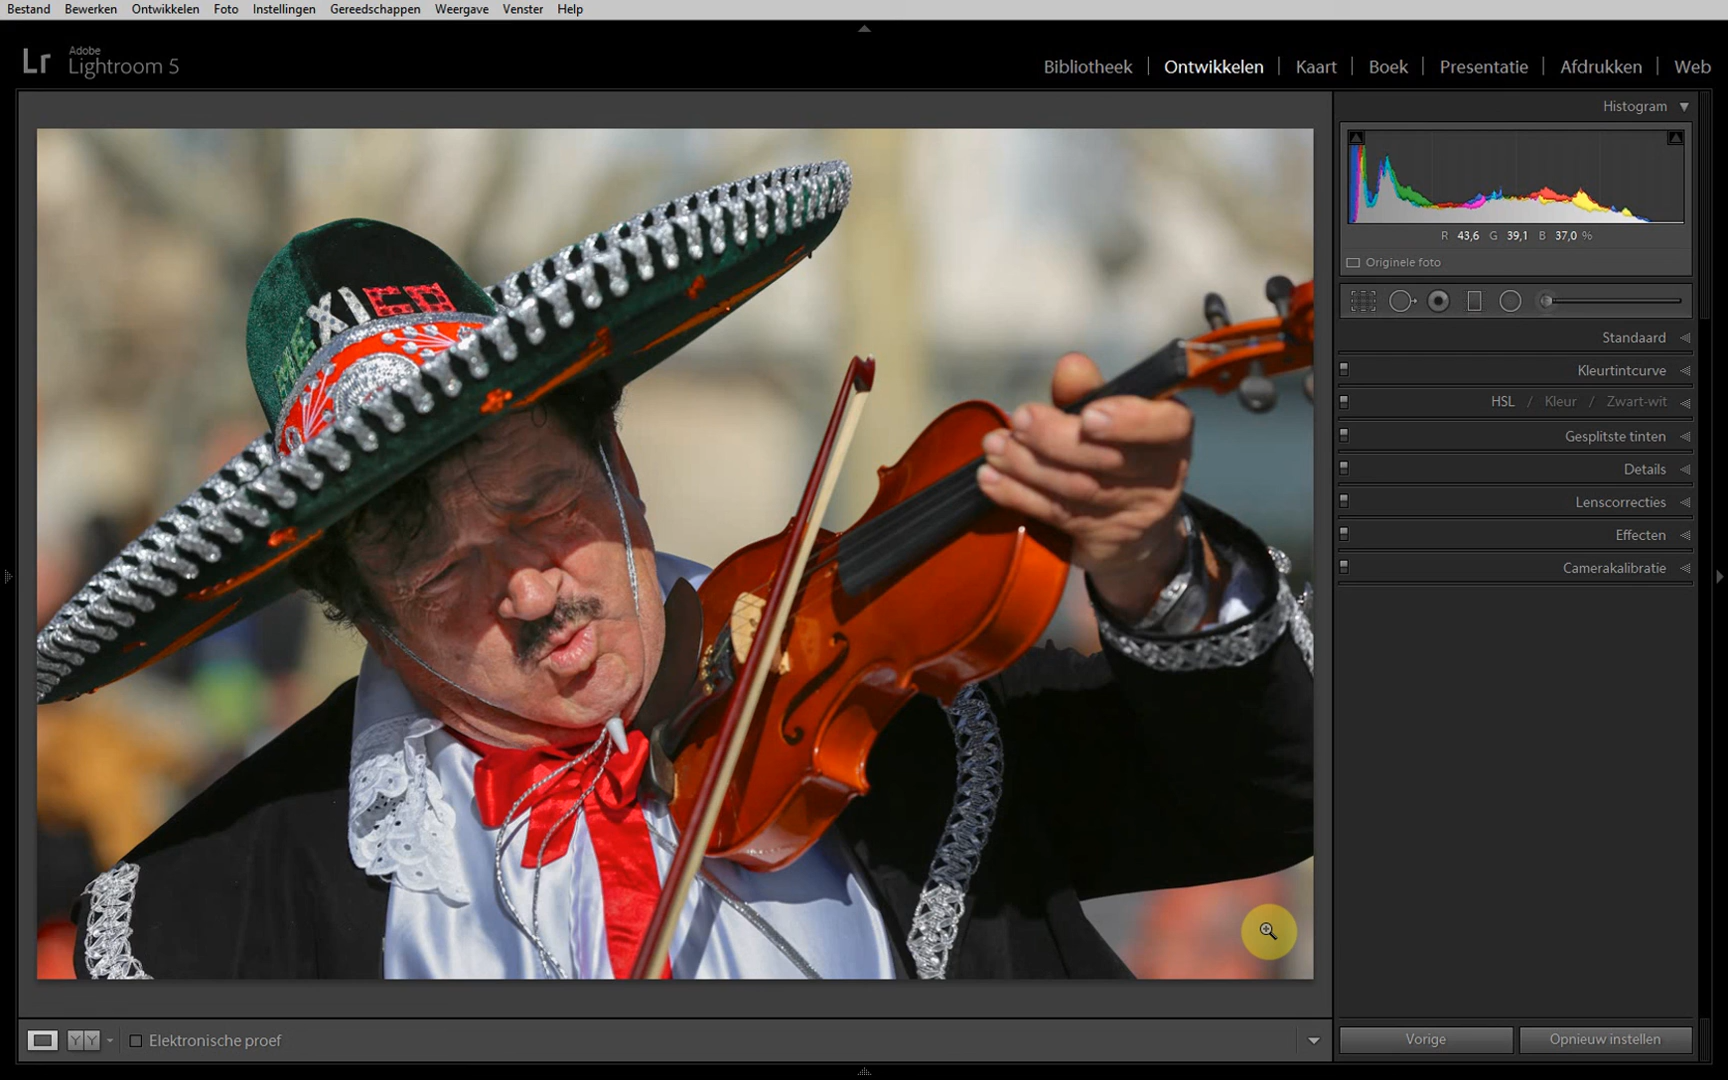 Bestand Bewerken Ontwikkelen Foto Instellingen Gereedschappen Weergave Venster Help
Lr Adobe
Lightroom 5
Bibliotheek | Ontwikkelen | Kaart | Boek | Presentatie | Afdrukken | Web
Histogram
R 43,6 G 39,1 B 37,0 %
Originele foto
Standaard
Kleurtintcurve
HSL / Kleur / Zwart-wit
Gesplitste tinten
Details
Lenscorrecties
Effecten
Camerakalibratie
XICO
Y Y Elektronische proef
Vorige Opnieuw instellen